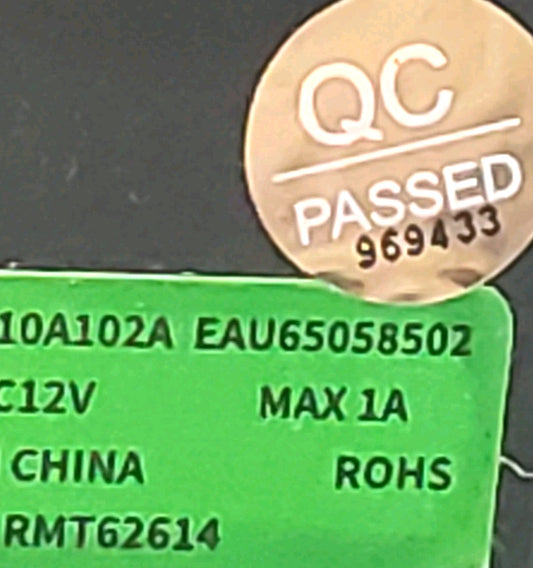 QC
PASSED
969433
10A102A EAU65058502
C12V MAX 1A
CHINA ROHS
RMT62614